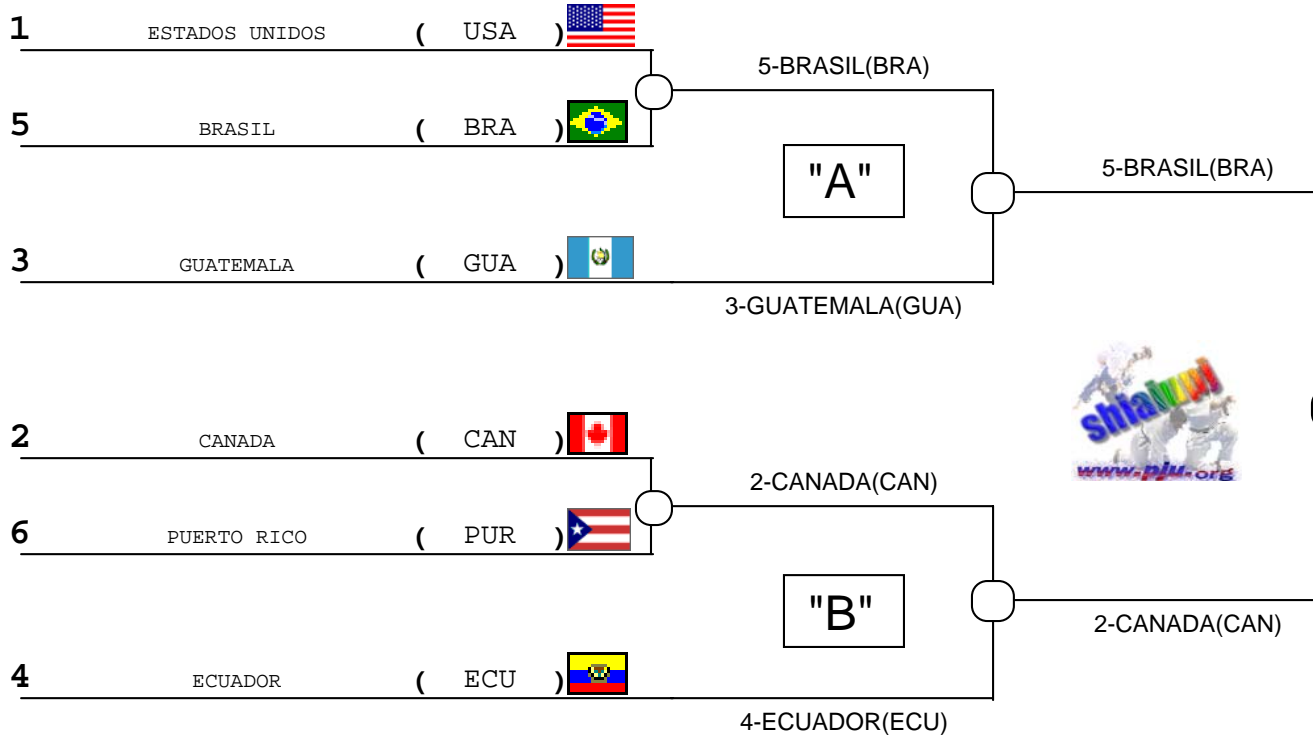 1 ESTADOS UNIDOS ( USA )
5-BRASIL(BRA)
5 BRASIL ( BRA )
"A"
5-BRASIL(BRA)
3 GUATEMALA ( GUA )
3-GUATEMALA(GUA)
shiai
www.pju.org
2 CANADA ( CAN )
2-CANADA(CAN)
6 PUERTO RICO ( PUR )
"B"
2-CANADA(CAN)
4 ECUADOR ( ECU )
4-ECUADOR(ECU)